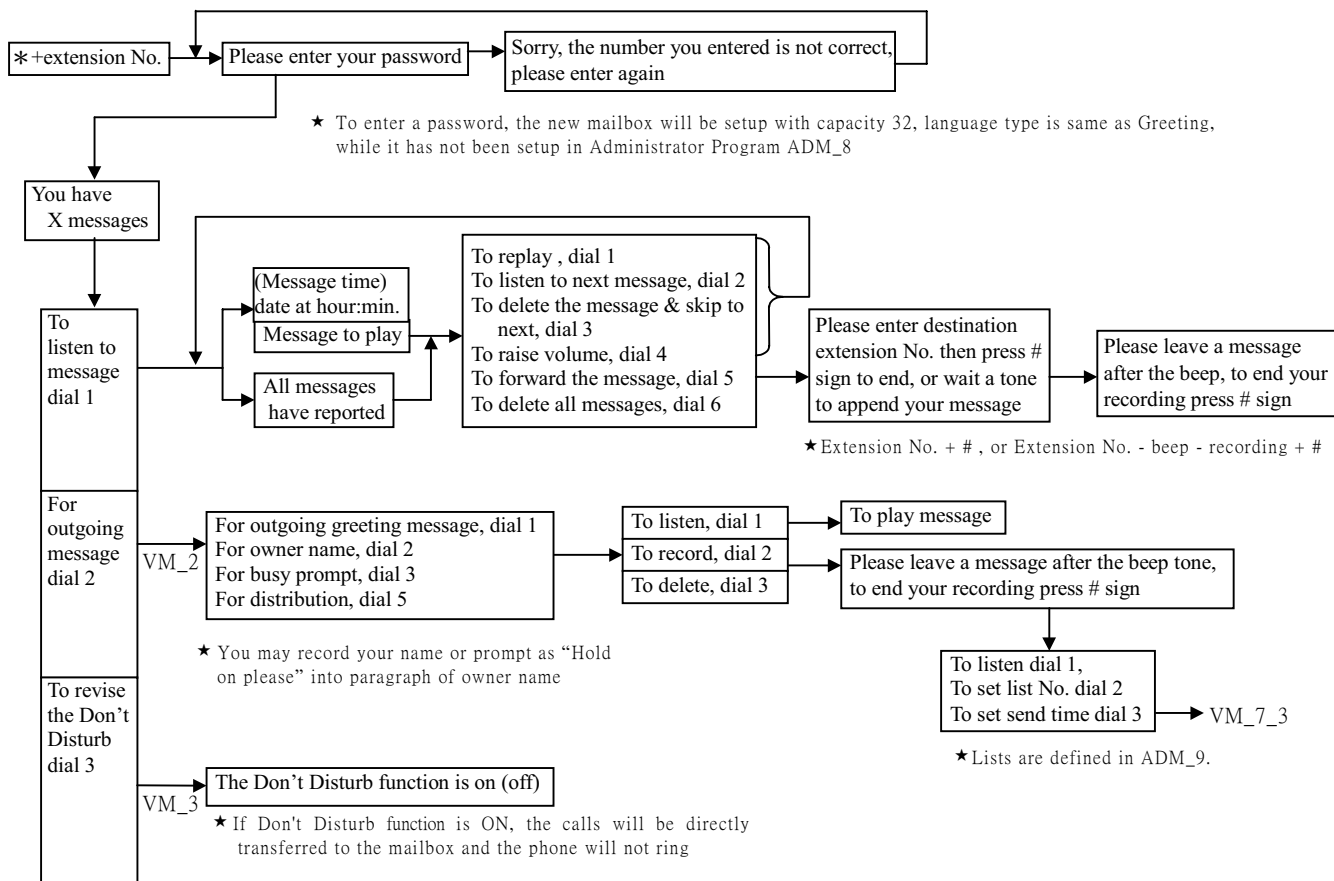 ＊+extension No.
Please enter your password
Sorry, the number you entered is not correct,
please enter again
★ To enter a password, the new mailbox will be setup with capacity 32, language type is same as Greeting,
while it has not been setup in Administrator Program ADM_8
You have
X messages
To
listen to
message
dial 1
(Message time)
date at hour:min.
Message to play
All messages
have reported
To replay , dial 1
To listen to next message, dial 2
To delete the message & skip to
next, dial 3
To raise volume, dial 4
To forward the message, dial 5
To delete all messages, dial 6
Please enter destination
extension No. then press #
sign to end, or wait a tone
to append your message
Please leave a message
after the beep, to end your
recording press # sign
★Extension No. + # , or Extension No. - beep - recording + #
For
outgoing
message
dial 2
VM_2
For outgoing greeting message, dial 1
For owner name, dial 2
For busy prompt, dial 3
For distribution, dial 5
To listen, dial 1
To record, dial 2
To delete, dial 3
To play message
Please leave a message after the beep tone,
to end your recording press # sign
★ You may record your name or prompt as “Hold
on please” into paragraph of owner name
To listen dial 1,
To set list No. dial 2
To set send time dial 3
VM_7_3
★Lists are defined in ADM_9.
To revise
the Don’t
Disturb
dial 3
VM_3
The Don’t Disturb function is on (off)
★ If Don't Disturb function is ON, the calls will be directly
transferred to the mailbox and the phone will not ring